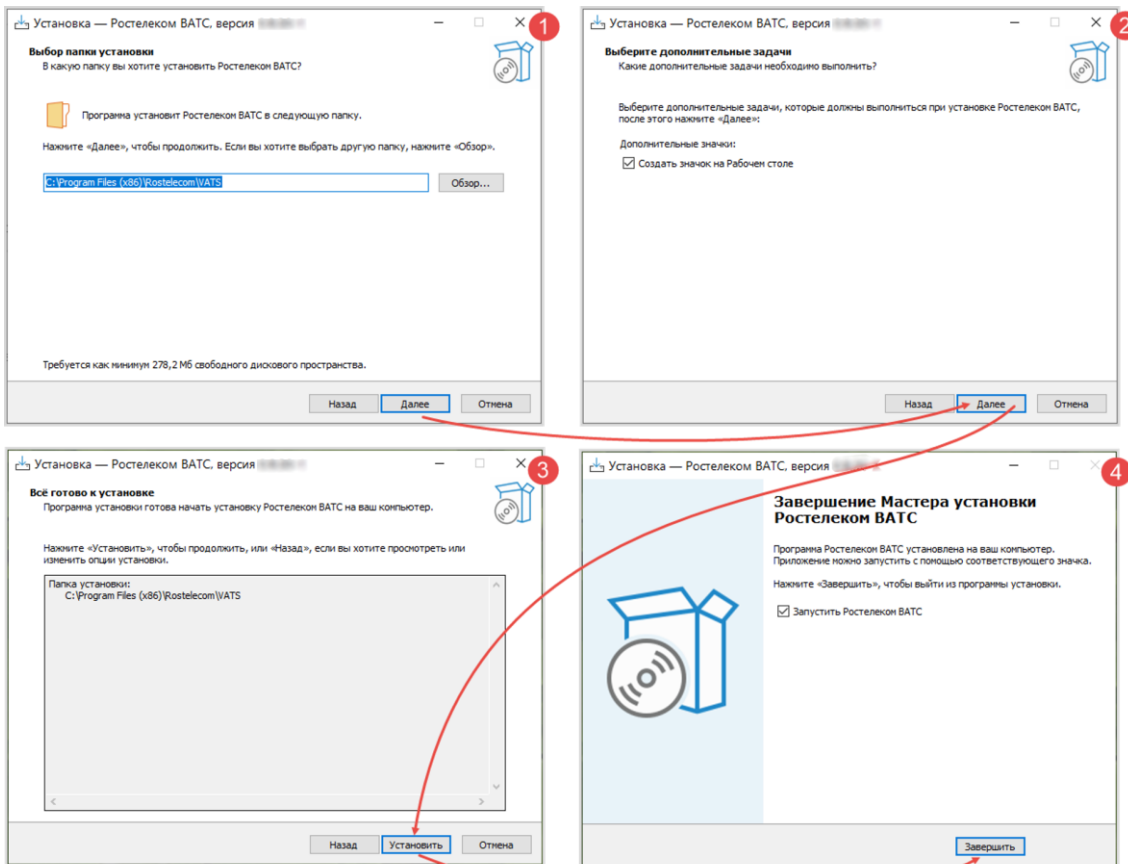 Установка — Ростелеком ВАТС, версия
1
Выбор папки установки
В какую папку вы хотите установить Ростелеком ВАТС?
Программа установит Ростелеком ВАТС в следующую папку.
Нажмите «Далее», чтобы продолжить. Если вы хотите выбрать другую папку, нажмите «Обзор».
C:\Program Files (x86)\Rostelecom\VATS
Обзор...
Требуется как минимум 278,2 Мб свободного дискового пространства.
Назад Далее Отмена
Установка — Ростелеком ВАТС, версия
2
Выберите дополнительные задачи
Какие дополнительные задачи необходимо выполнить?
Выберите дополнительные задачи, которые должны выполниться при установке Ростелеком ВАТС,
после этого нажмите «Далее»:
Дополнительные значки:
Создать значок на Рабочем столе
Назад Далее Отмена
Установка — Ростелеком ВАТС, версия
3
Всё готово к установке
Программа установки готова начать установку Ростелеком ВАТС на ваш компьютер.
Нажмите «Установить», чтобы продолжить, или «Назад», если вы хотите просмотреть или
изменить опции установки.
Папка установки:
C:\Program Files (x86)\Rostelecom\VATS
Назад Установить Отмена
Установка — Ростелеком ВАТС, версия
4
Завершение Мастера установки
Ростелеком ВАТС
Программа Ростелеком ВАТС установлена на ваш компьютер.
Приложение можно запустить с помощью соответствующего значка.
Нажмите «Завершить», чтобы выйти из программы установки.
Запустить Ростелеком ВАТС
Завершить